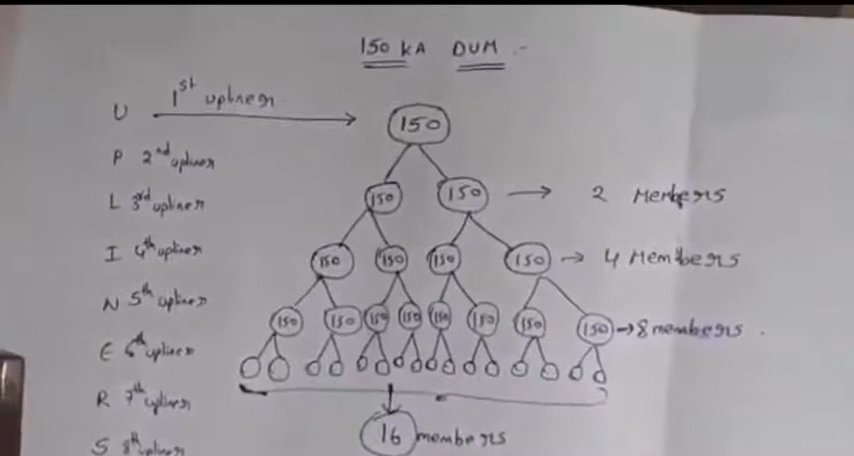 150 KA DUM :-
U 1st upliners
150
P 2nd upliner
L 3rd upliner
150 150 → 2 Members
I 4th upliner
150 150 150 150 → 4 Members
N 5th upliner
150 150 150 150 150 150 150 150 → 8 members .
E 6th upliner
R 7th upliner
16 members
S 8th upliner